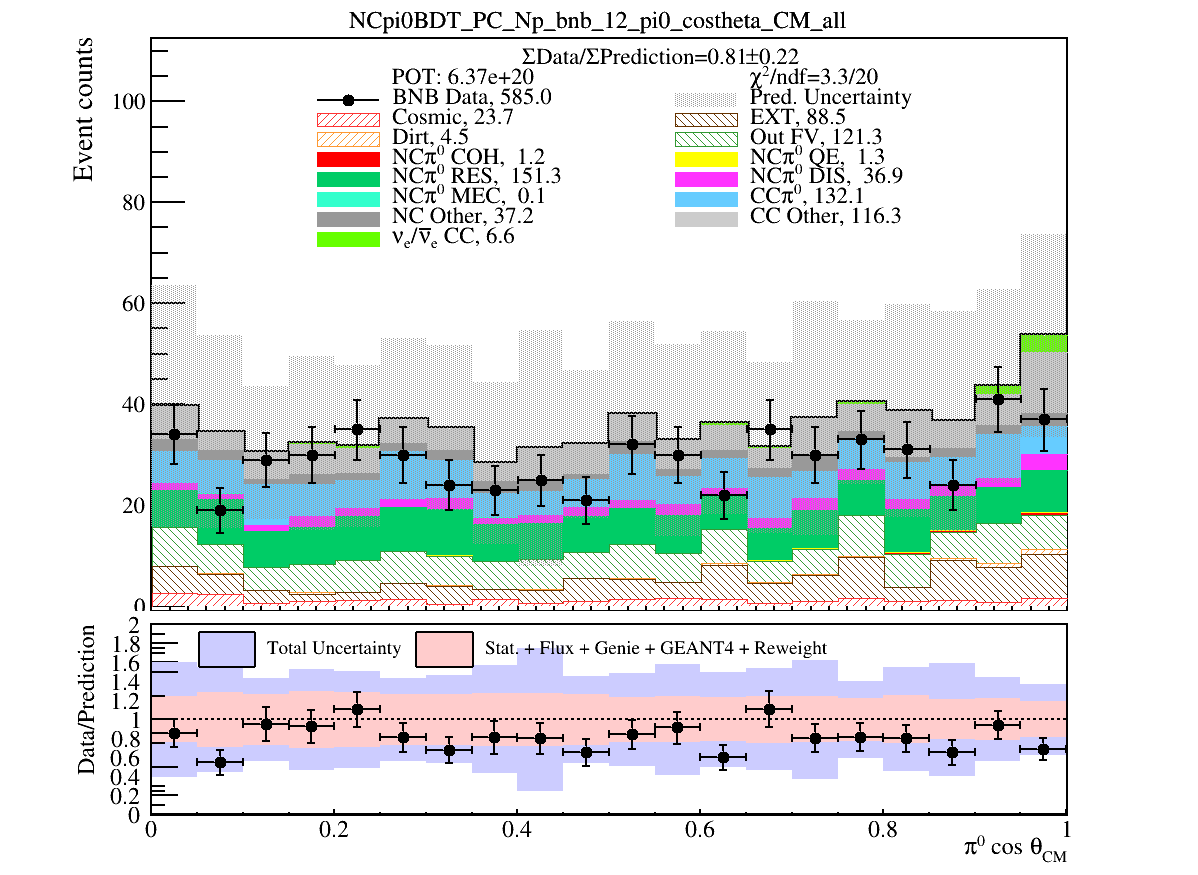 NCpi0BDT_PC_Np_bnb_12_pi0_costheta_CM_all
ΣData/ΣPrediction=0.81±0.22
POT: 6.37e+20
χ²/ndf=3.3/20
BNB Data, 585.0
Pred. Uncertainty
Cosmic, 23.7
EXT, 88.5
Dirt, 4.5
Out FV, 121.3
NCπ⁰ COH, 1.2
NCπ⁰ QE, 1.3
NCπ⁰ RES, 151.3
NCπ⁰ DIS, 36.9
NCπ⁰ MEC, 0.1
CCπ⁰, 132.1
NC Other, 37.2
CC Other, 116.3
νe/ν̄e CC, 6.6
Event counts
100
80
60
40
20
0
Total Uncertainty
Stat. + Flux + Genie + GEANT4 + Reweight
Data/Prediction
2
1.8
1.6
1.4
1.2
1
0.8
0.6
0.4
0.2
0
0 0.2 0.4 0.6 0.8 1
π⁰ cos θCM